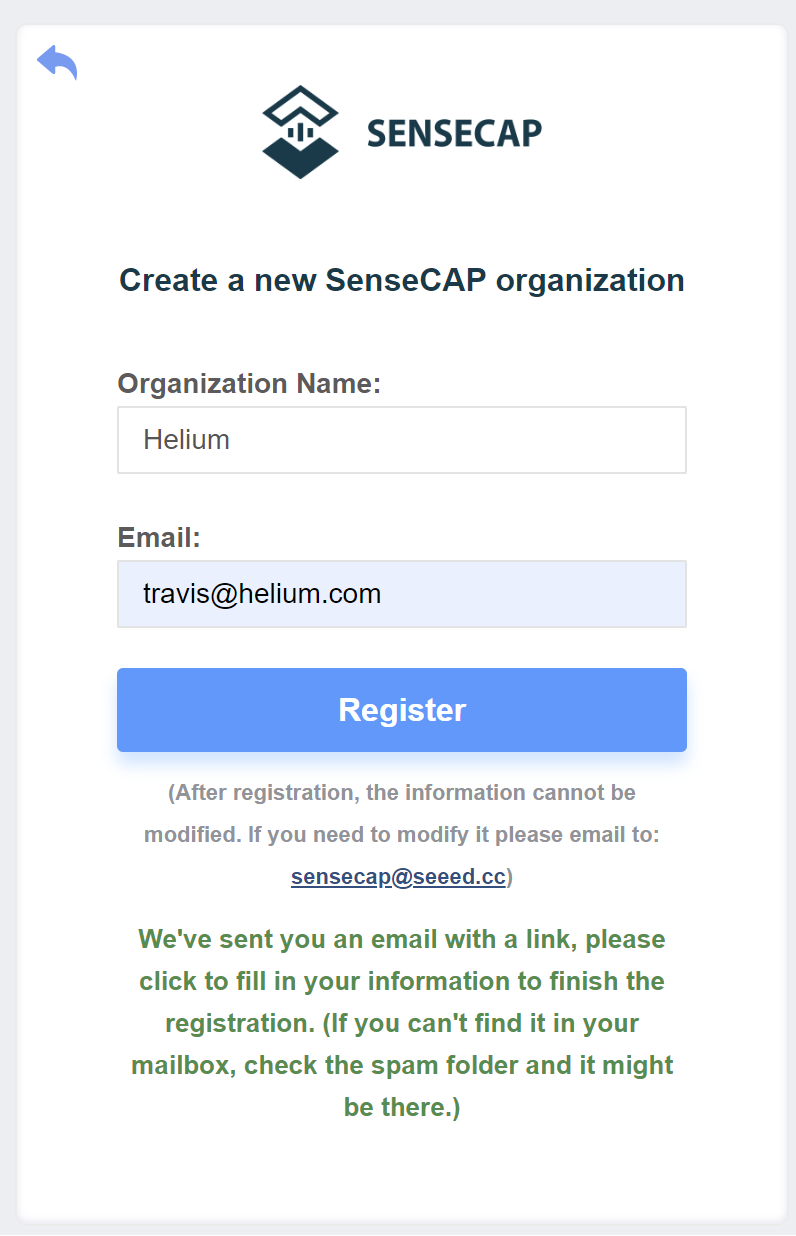 SENSECAP
Create a new SenseCAP organization
Organization Name:
Helium
Email:
travis@helium.com
Register
(After registration, the information cannot be
modified. If you need to modify it please email to:
sensecap@seeed.cc)
We've sent you an email with a link, please
click to fill in your information to finish the
registration. (If you can't find it in your
mailbox, check the spam folder and it might
be there.)